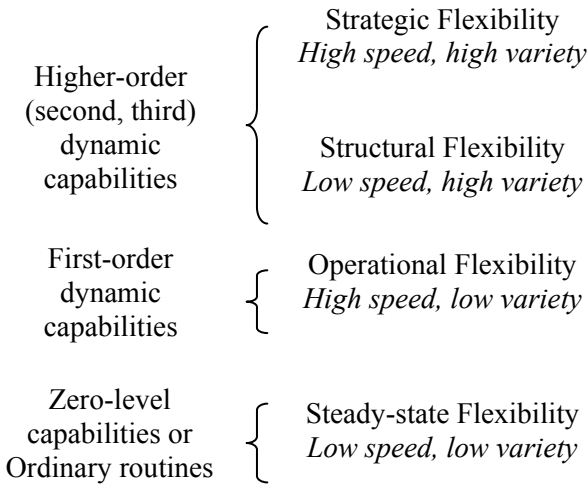 Strategic Flexibility
High speed, high variety
Higher-order
(second, third)
dynamic
capabilities
Structural Flexibility
Low speed, high variety
First-order
dynamic
capabilities
Operational Flexibility
High speed, low variety
Zero-level
capabilities or
Ordinary routines
Steady-state Flexibility
Low speed, low variety